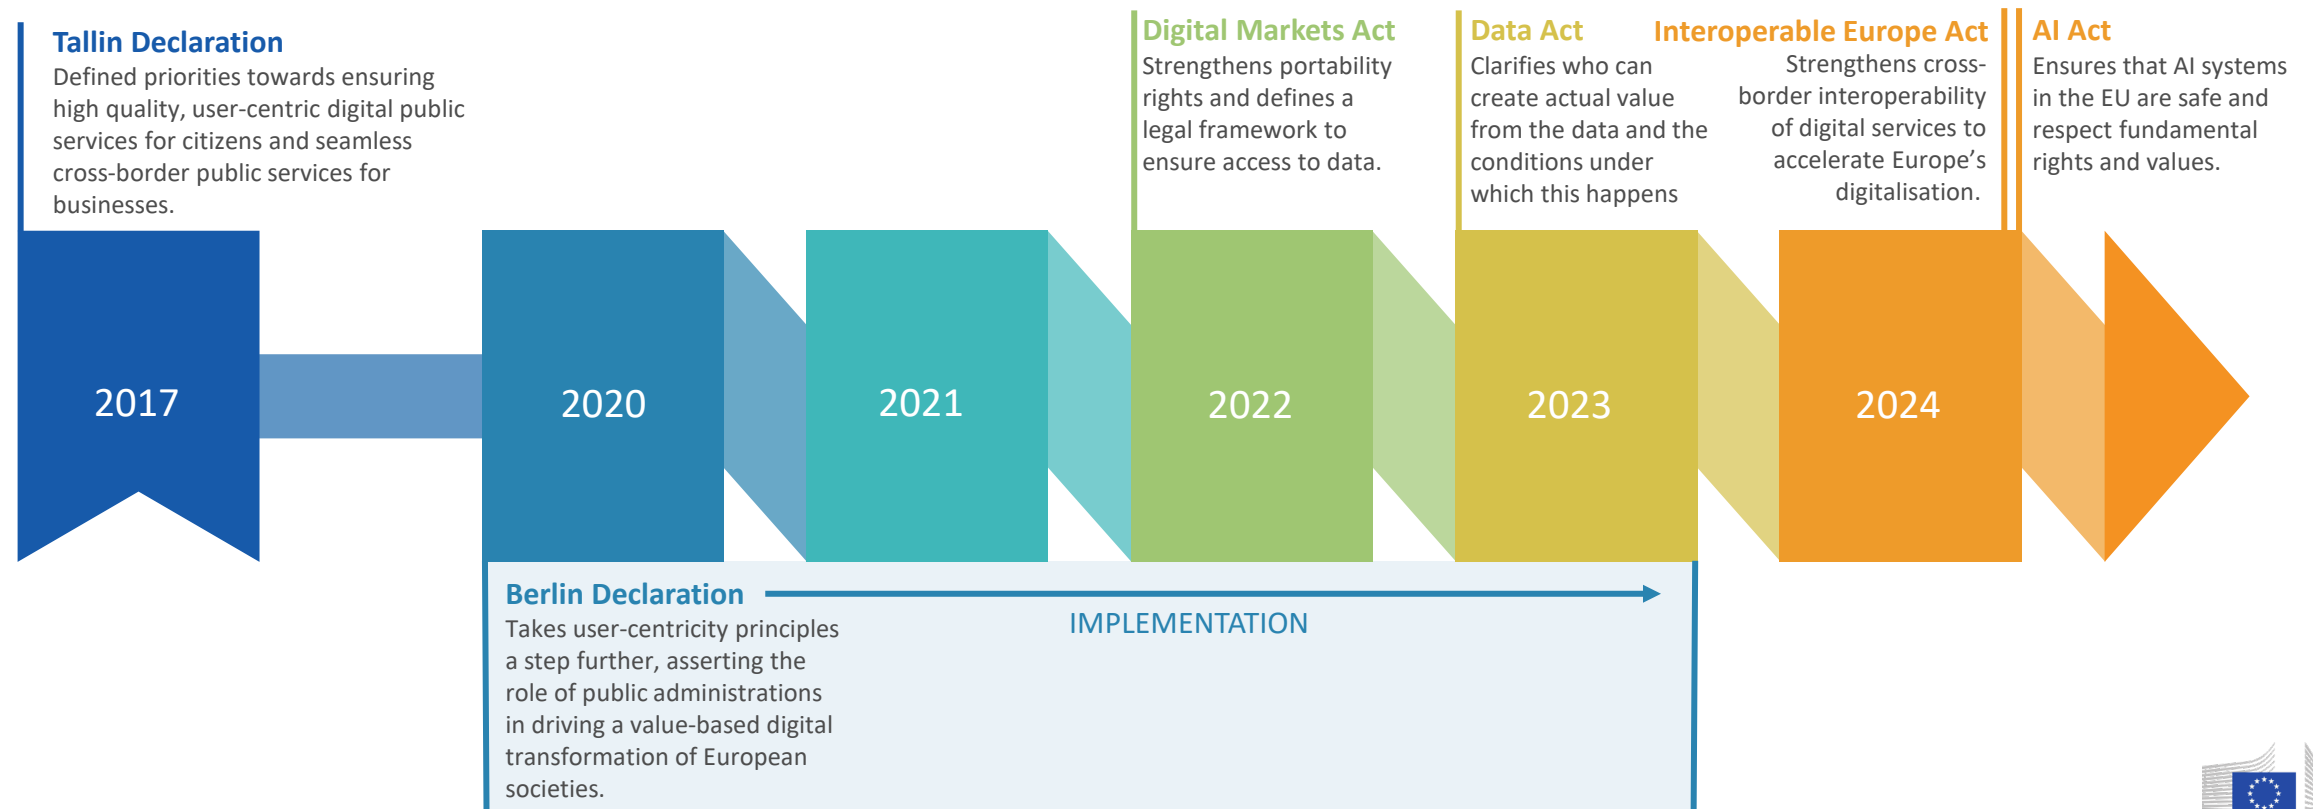 Tallin Declaration
Defined priorities towards ensuring
high quality, user-centric digital public
services for citizens and seamless
cross-border public services for
businesses.
Digital Markets Act
Strengthens portability
rights and defines a
legal framework to
ensure access to data.
Data Act
Clarifies who can
create actual value
from the data and the
conditions under
which this happens
Interoperable Europe Act
Strengthens cross-
border interoperability
of digital services to
accelerate Europe’s
digitalisation.
AI Act
Ensures that AI systems
in the EU are safe and
respect fundamental
rights and values.
2017
2020
2021
2022
2023
2024
Berlin Declaration
Takes user-centricity principles
a step further, asserting the
role of public administrations
in driving a value-based digital
transformation of European
societies.
IMPLEMENTATION